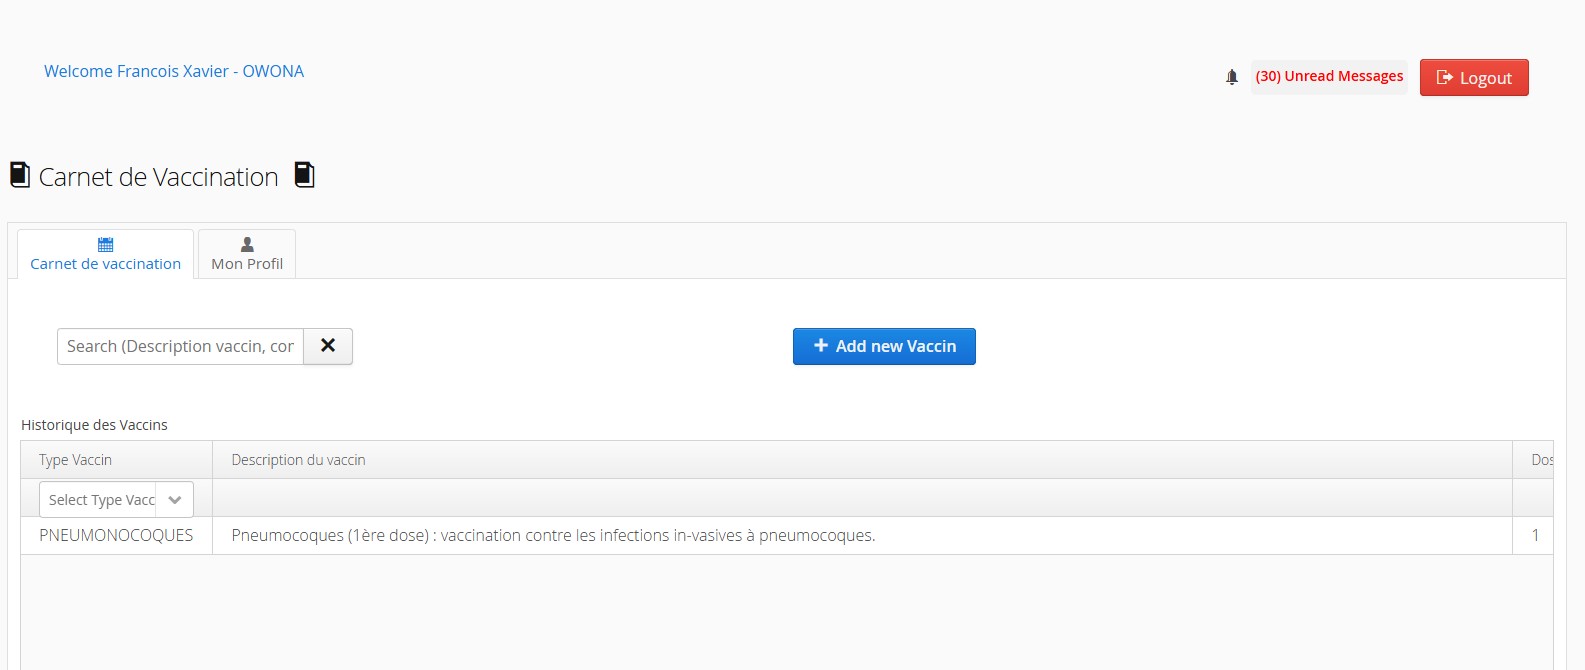 Welcome Francois Xavier - OWONA
(30) Unread Messages
Logout
Carnet de Vaccination
Carnet de vaccination
Mon Profil
Search (Description vaccin, cor
Add new Vaccin
Historique des Vaccins
Type Vaccin Description du vaccin Dos
Select Type Vacc
PNEUMONOCOQUES Pneumocoques (1ère dose) : vaccination contre les infections in-vasives à pneumocoques. 1